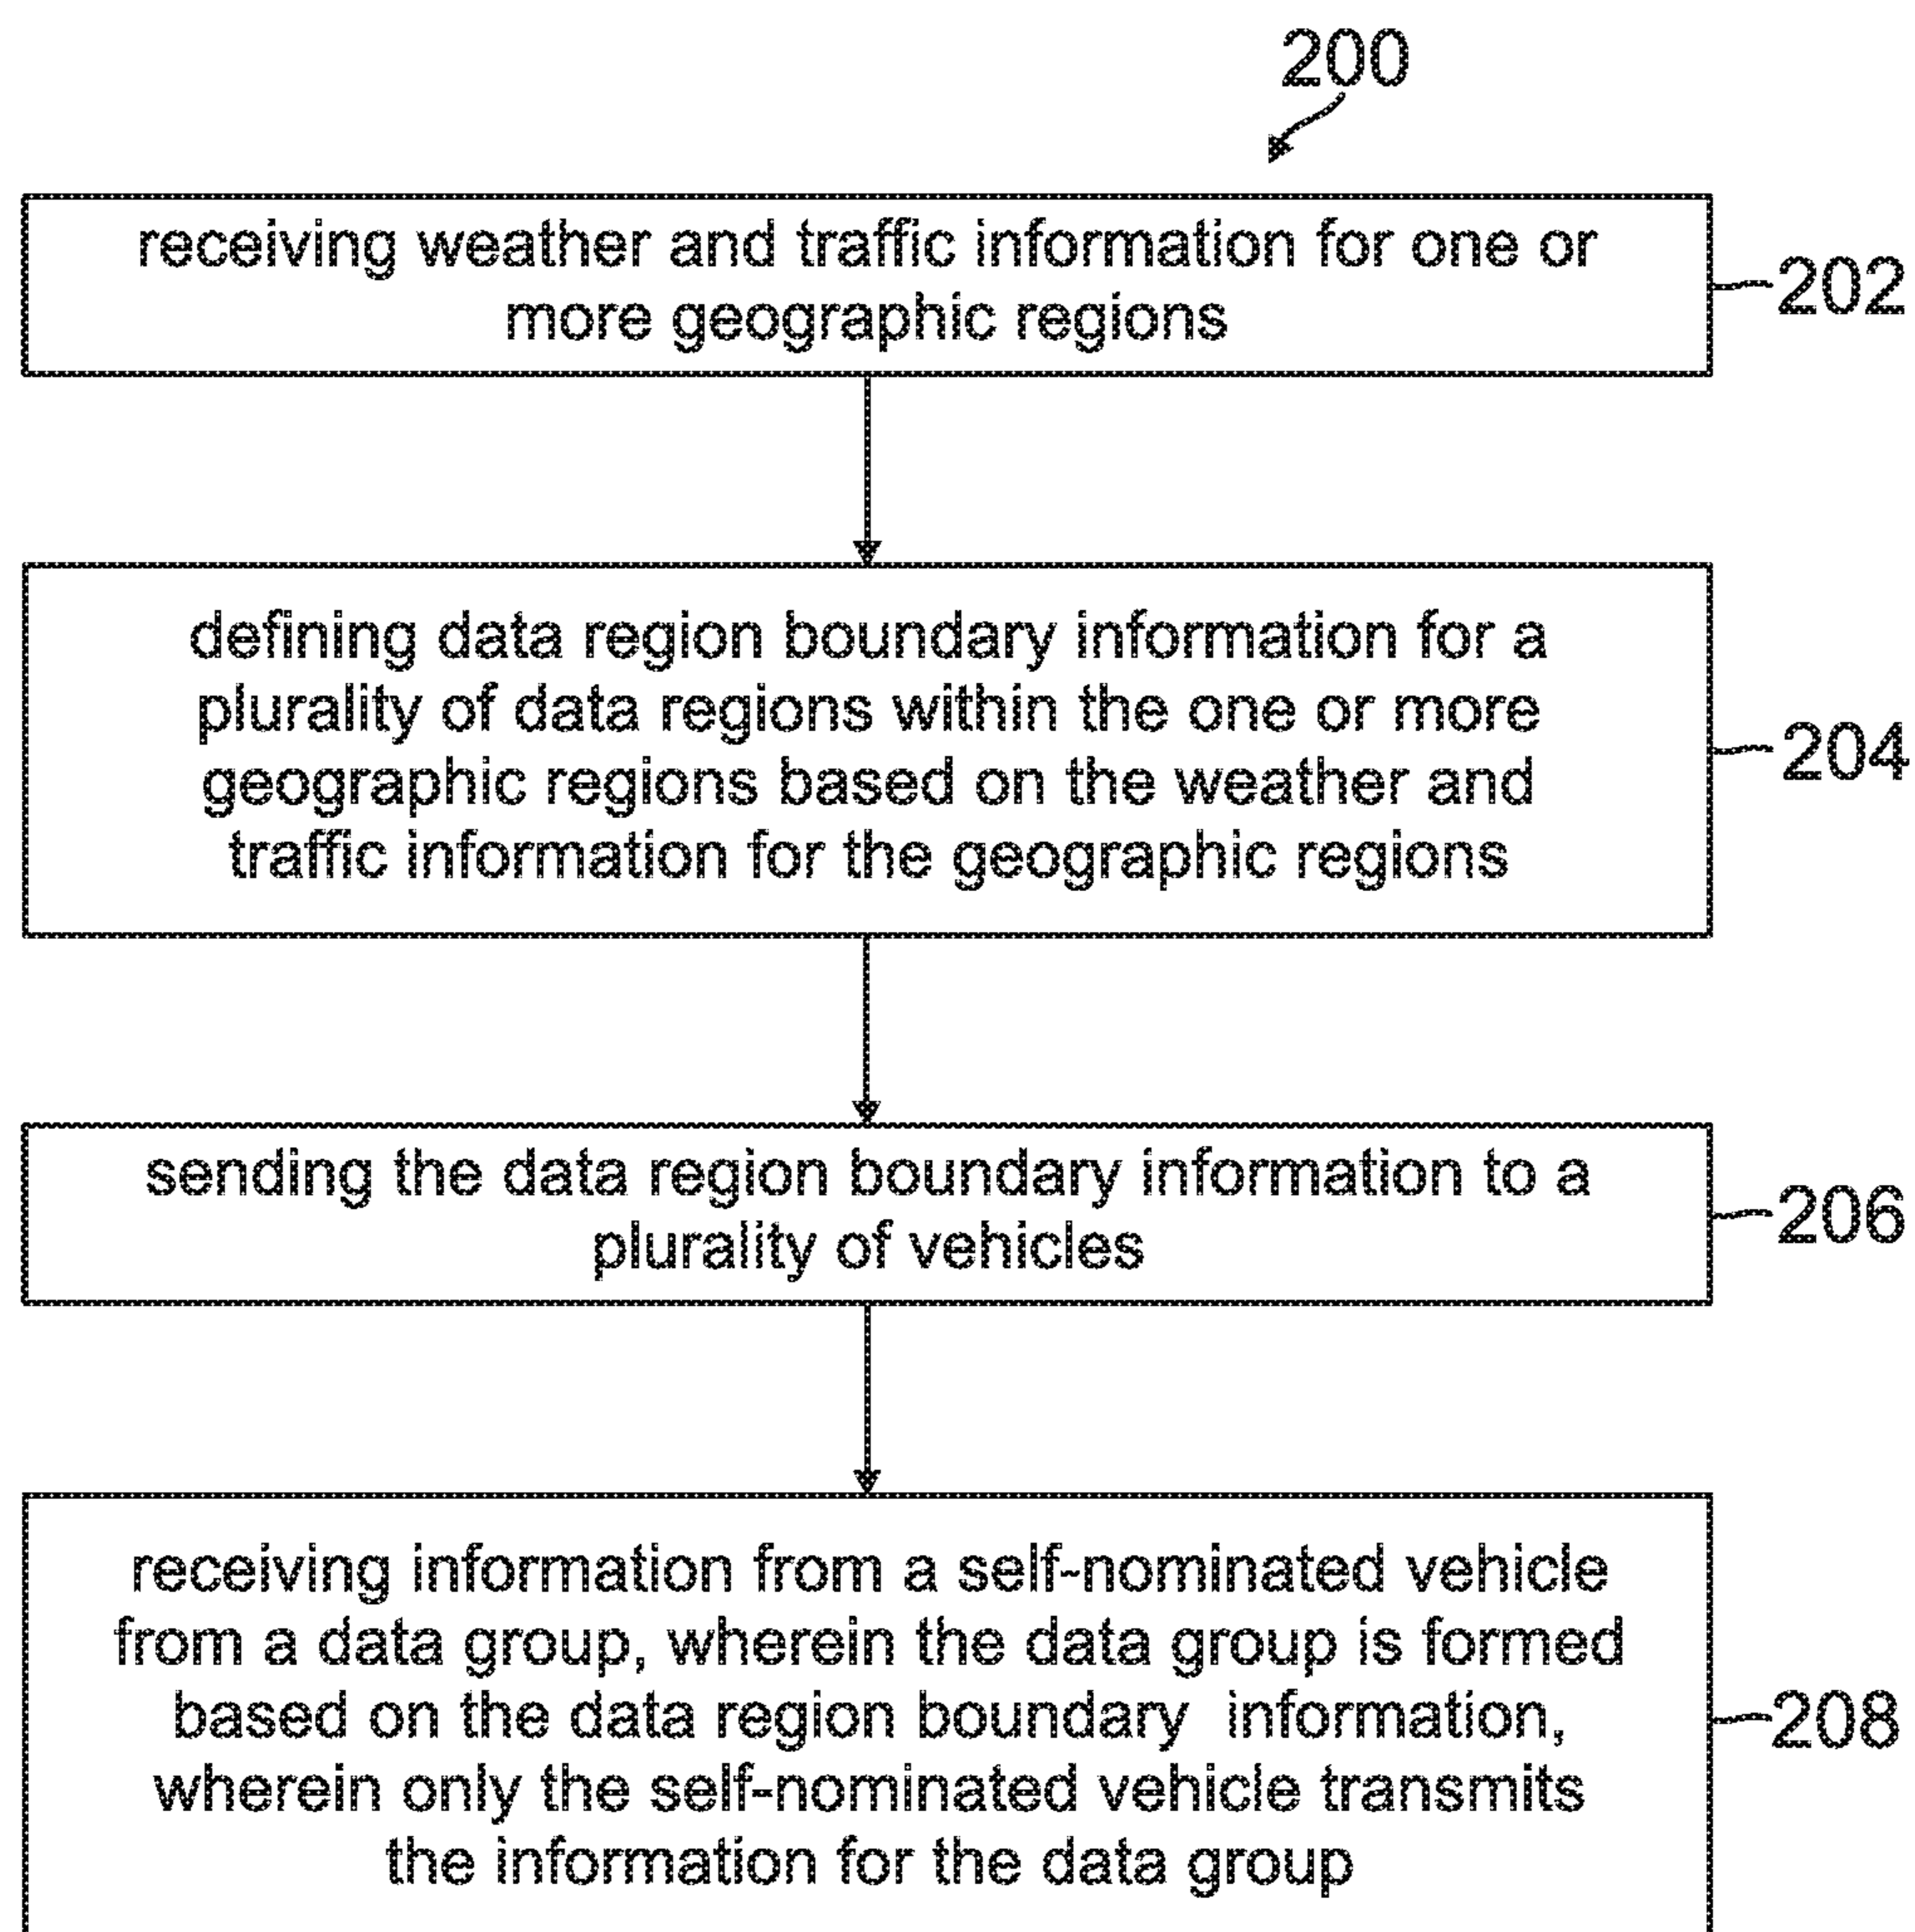 200
receiving weather and traffic information for one or
more geographic regions
202
defining data region boundary information for a
plurality of data regions within the one or more
geographic regions based on the weather and
traffic information for the geographic regions
204
sending the data region boundary information to a
plurality of vehicles
206
receiving information from a self-nominated vehicle
from a data group, wherein the data group is formed
based on the data region boundary information,
wherein only the self-nominated vehicle transmits
the information for the data group
208